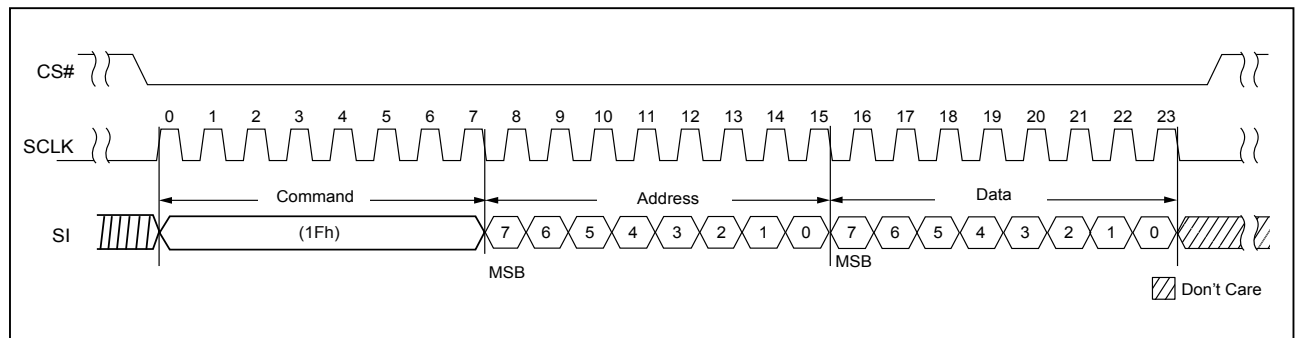 CS#
0 1 2 3 4 5 6 7 8 9 10 11 12 13 14 15 16 17 18 19 20 21 22 23
SCLK
Command Address Data
SI (1Fh) 7 6 5 4 3 2 1 0 7 6 5 4 3 2 1 0
MSB MSB
Don't Care